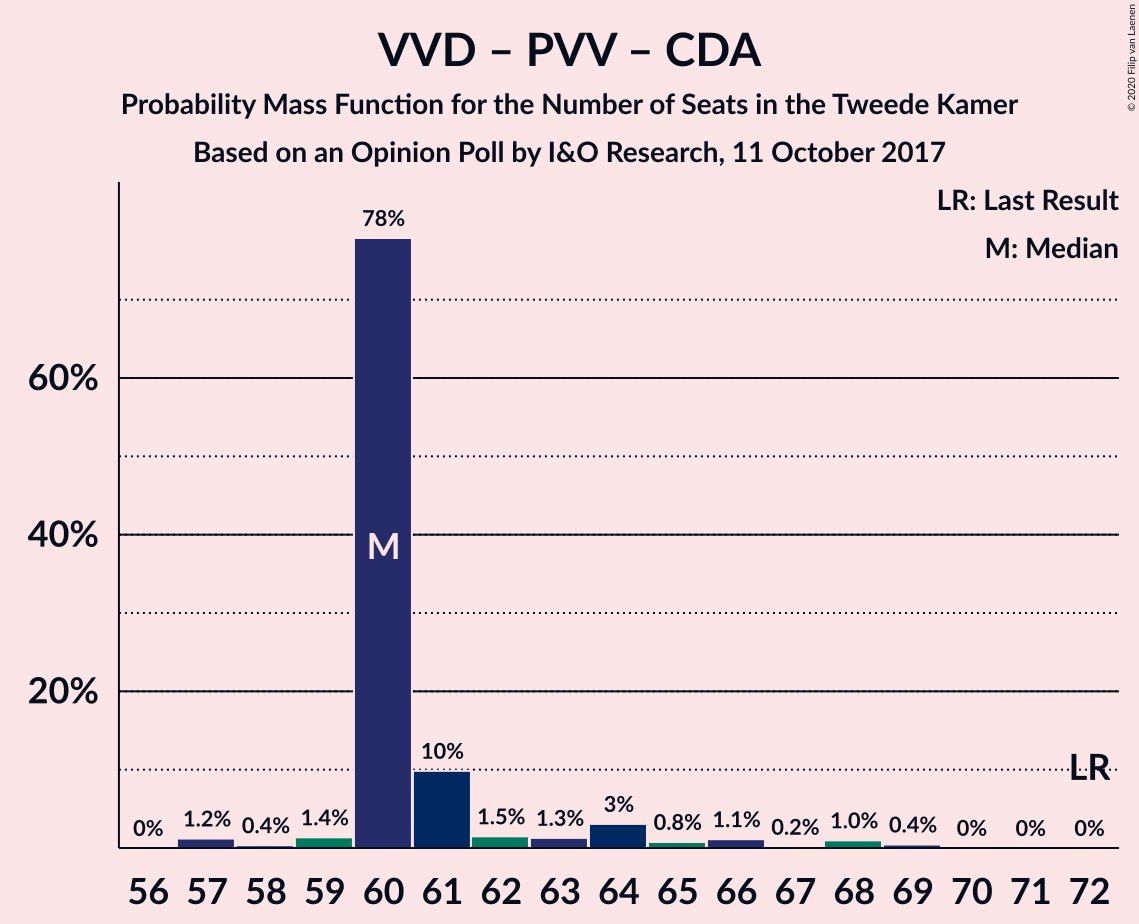 VVD – PVV – CDA
Probability Mass Function for the Number of Seats in the Tweede Kamer
Based on an Opinion Poll by I&O Research, 11 October 2017
© 2020 Filip van Laenen
LR: Last Result
M: Median
78%
60%
40%
M
20%
10%
LR
0% 1.2% 0.4% 1.4% 1.5% 1.3% 3% 0.8% 1.1% 0.2% 1.0% 0.4% 0% 0% 0%
56 57 58 59 60 61 62 63 64 65 66 67 68 69 70 71 72